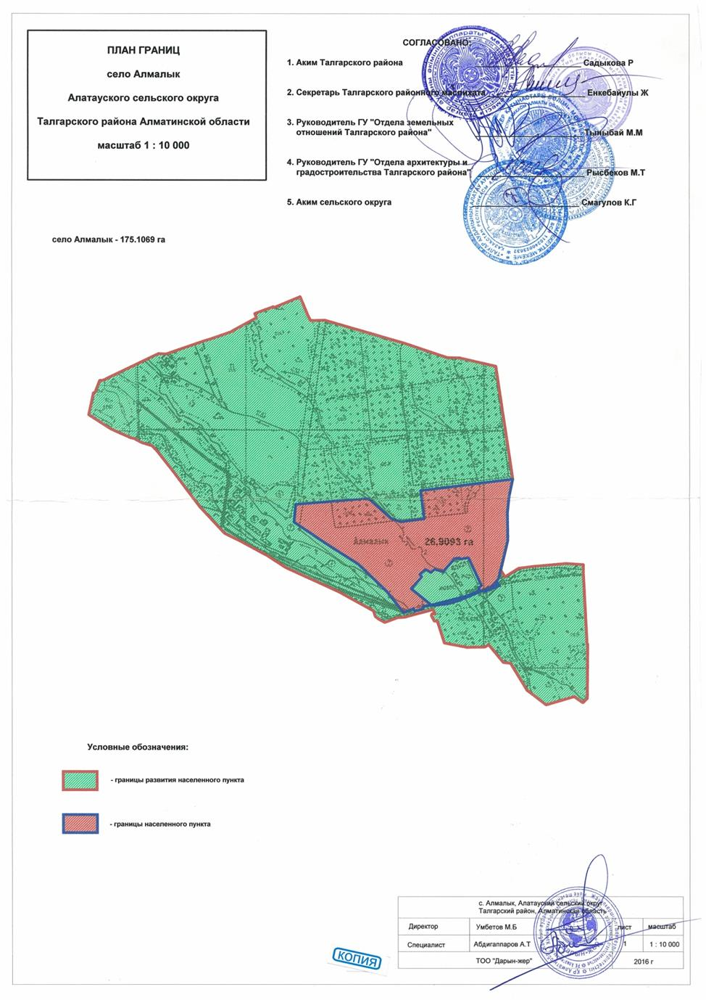 ПЛАН ГРАНИЦ
село Алмалык
Алатауского сельского округа
Талгарского района Алматинской области
масштаб 1 : 10 000
СОГЛАСОВАНО:
1. Аким Талгарского района Садыкова Р
2. Секретарь Талгарского районного маслихата Енкебайулы Ж
3. Руководитель ГУ "Отдела земельных
отношений Талгарского района" Тыныбай М.М
4. Руководитель ГУ "Отдела архитектуры и
градостроительства Талгарского района" Рысбеков М.Т
5. Аким сельского округа Смагулов К.Г
село Алмалык - 175.1069 га
Алмалык 26,9093 га
Условные обозначения:
- границы развития населенного пункта
- границы населенного пункта
с. Алмалык, Алатауский сельский округ
Талгарский район, Алматинская область
Директор Умбетов М.Б лист масштаб
Специалист Абдигаппаров А.Т 1 1 : 10 000
ТОО "Дарын-жер" 2016 г
КОПИЯ